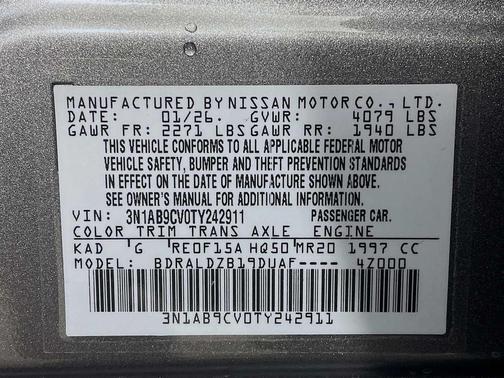 MANUFACTURED BY NISSAN MOTOR CO., LTD.
DATE: 01/26. GVWR: 4079 LBS
GAWR FR: 2271 LBS GAWR RR: 1940 LBS
THIS VEHICLE CONFORMS TO ALL APPLICABLE FEDERAL MOTOR
VEHICLE SAFETY, BUMPER AND THEFT PREVENTION STANDARDS
IN EFFECT ON THE DATE OF MANUFACTURE SHOWN ABOVE.
SEE OWNER'S MANUAL FOR ADDITIONAL INFORMATION.
VIN: 3N1AB9CV0TY242911 PASSENGER CAR.
COLOR TRIM TRANS AXLE ENGINE
KAD G RE0F15A HQ50 MR20 1997 CC
MODEL: BDRALDZB19DUAF---- 4Z000
3N1AB9CV0TY242911